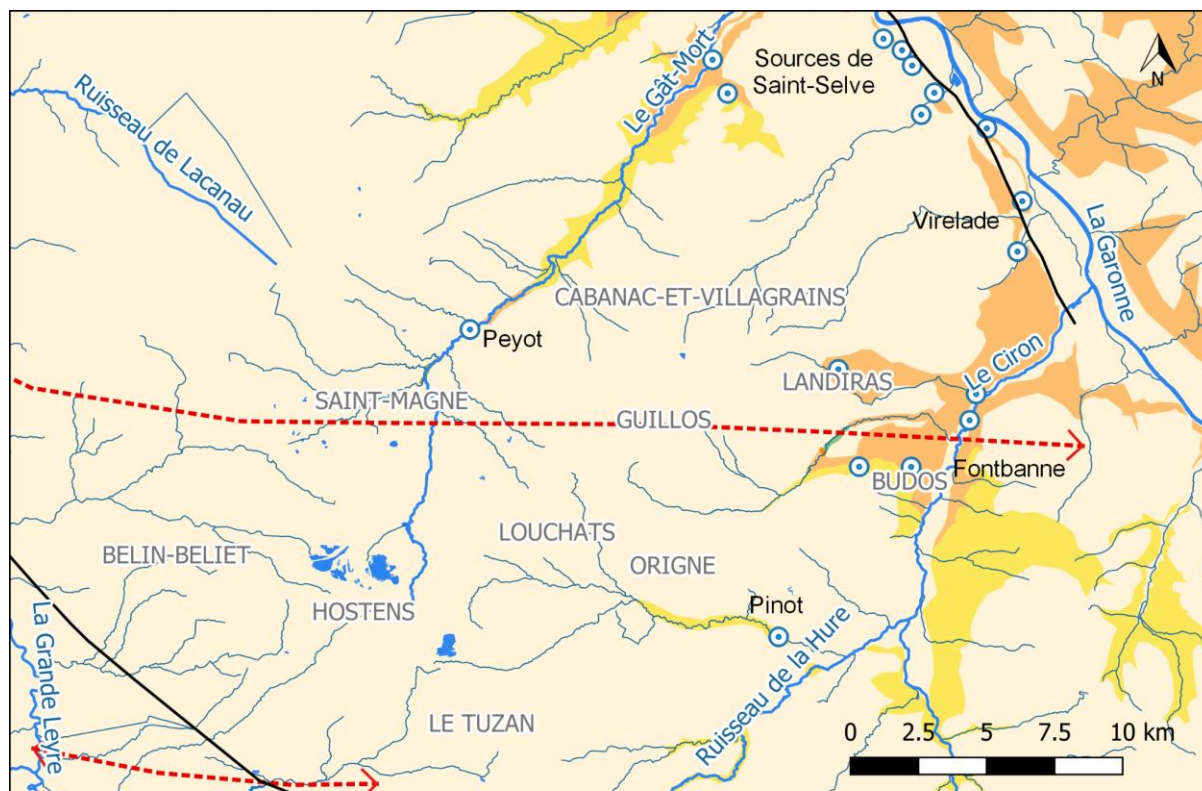 Ruisseau de Lacanau
Le Gât-Mort
Sources de
Saint-Selve
N
La Garonne
Virelade
CABANAC-ET-VILLAGRAINS
Peyot
Le Ciron
LANDIRAS
SAINT-MAGNE
GUILLOS
Fontbanne
BUDOS
LOUCHATS
BELIN-BELIET
ORIGNE
HOSTENS
Pinot
La Grande Leyre
Ruisseau de la Hure
LE TUZAN
0 2.5 5 7.5 10 km